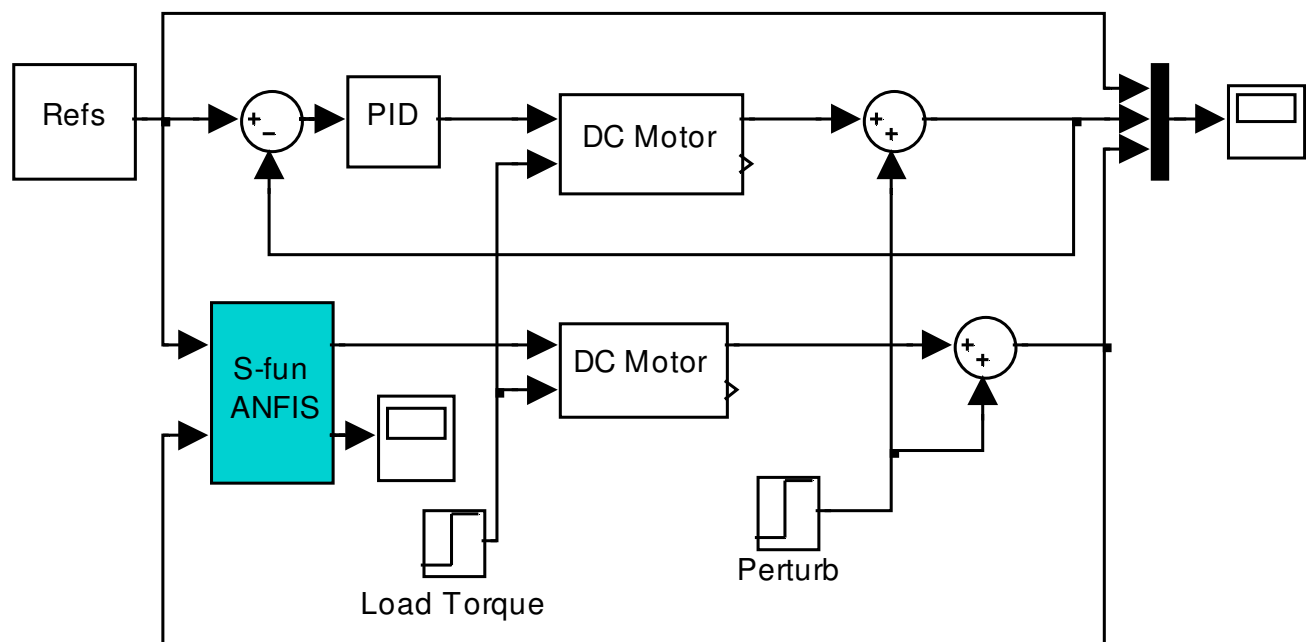 Refs
PID
DC Motor
S-fun
ANFIS
DC Motor
Load Torque
Perturb